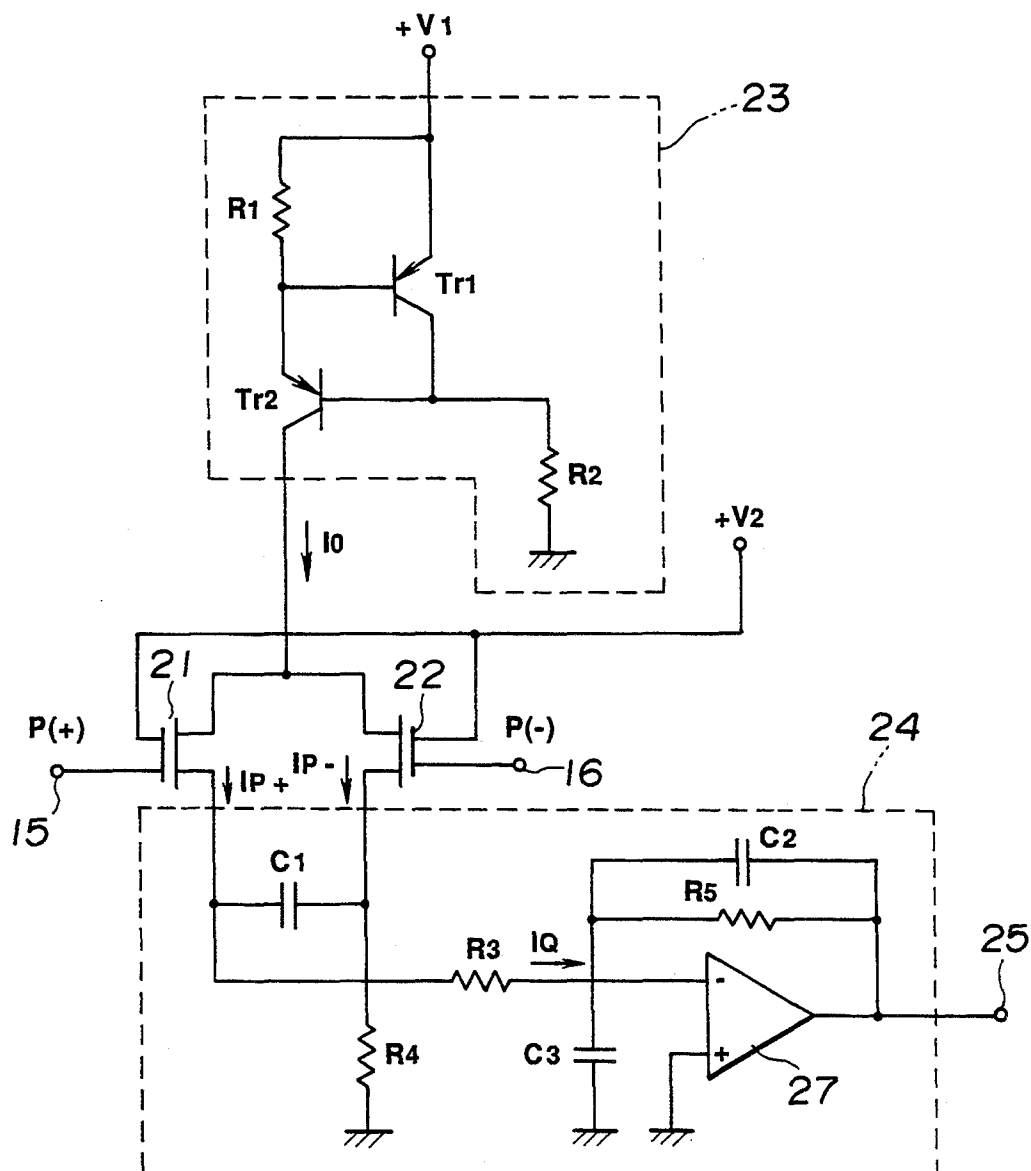 +V1
23
R1
Tr1
Tr2
R2
I0
+V2
21
22
P(+)
P(-)
IP+
IP-
16
15
24
C1
C2
R5
R3
IQ
25
-
+
R4
C3
27